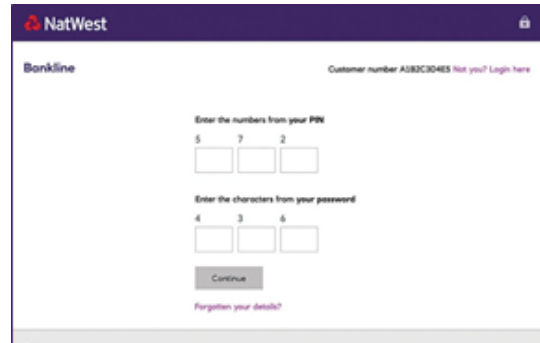 NatWest
Bankline
Customer number A1B2C3D4E5 Not you? Login here
Enter the numbers from your PIN
5 7 2
Enter the characters from your password
4 3 6
Continue
Forgotten your details?